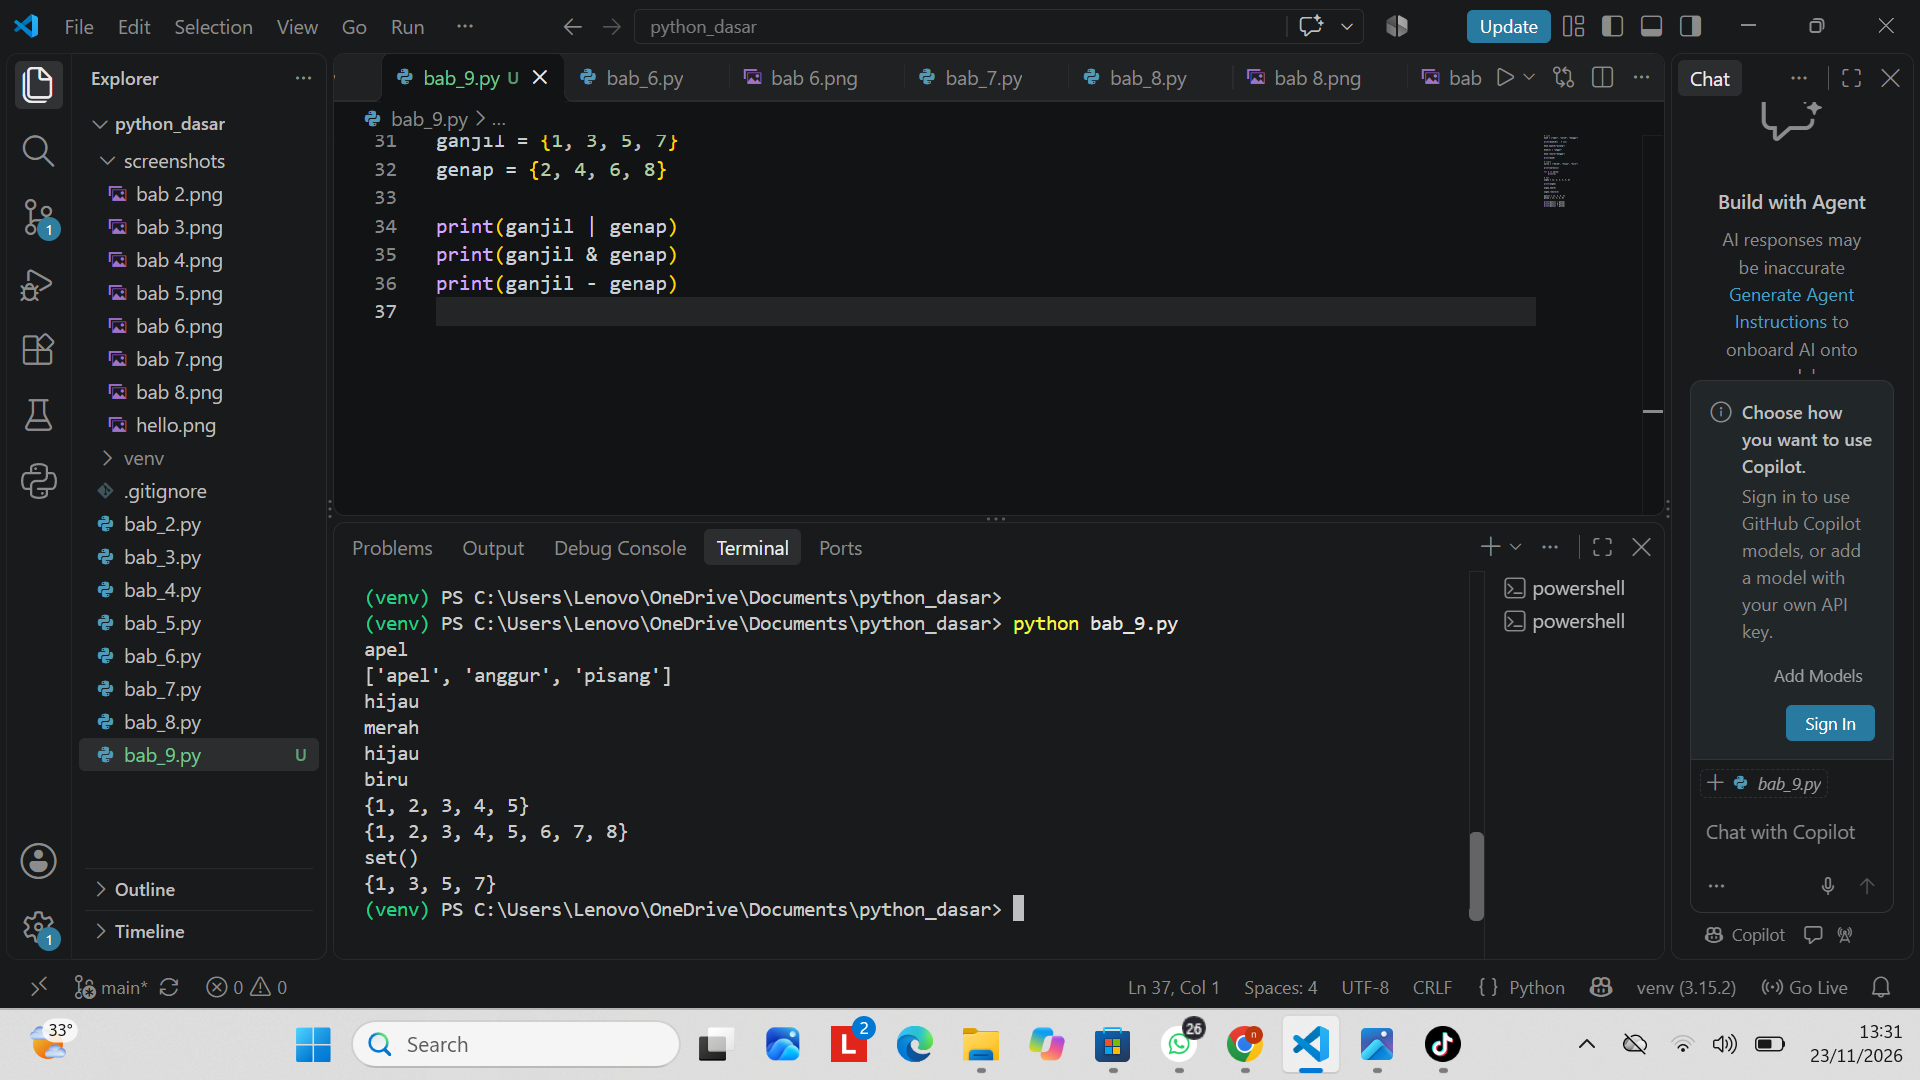 File Edit Selection View Go Run ... python_dasar Update
Explorer ...
python_dasar
screenshots
bab 2.png
bab 3.png
bab 4.png
bab 5.png
bab 6.png
bab 7.png
bab 8.png
hello.png
venv
.gitignore
bab_2.py
bab_3.py
bab_4.py
bab_5.py
bab_6.py
bab_7.py
bab_8.py
bab_9.py U
Outline
Timeline
1
1
bab_9.py U bab_6.py bab 6.png bab_7.py bab_8.py bab 8.png bab ...
bab_9.py > ...
31 ganjil = {1, 3, 5, 7}
32 genap = {2, 4, 6, 8}
33
34 print(ganjil | genap)
35 print(ganjil & genap)
36 print(ganjil - genap)
37
Problems Output Debug Console Terminal Ports ...
(venv) PS C:\Users\Lenovo\OneDrive\Documents\python_dasar>
(venv) PS C:\Users\Lenovo\OneDrive\Documents\python_dasar> python bab_9.py
apel
['apel', 'anggur', 'pisang']
hijau
merah
hijau
biru
{1, 2, 3, 4, 5}
{1, 2, 3, 4, 5, 6, 7, 8}
set()
{1, 3, 5, 7}
(venv) PS C:\Users\Lenovo\OneDrive\Documents\python_dasar>
powershell
powershell
Chat ...
Build with Agent
AI responses may
be inaccurate
Generate Agent
Instructions to
onboard AI onto
Choose how
you want to use
Copilot.
Sign in to use
GitHub Copilot
models, or add
a model with
your own API
key.
Add Models
Sign In
bab_9.py
Chat with Copilot
...
Copilot
main* 0 0 Ln 37, Col 1 Spaces: 4 UTF-8 CRLF { } Python venv (3.15.2) Go Live
33° Search L 2 26 n 13:31
23/11/2026